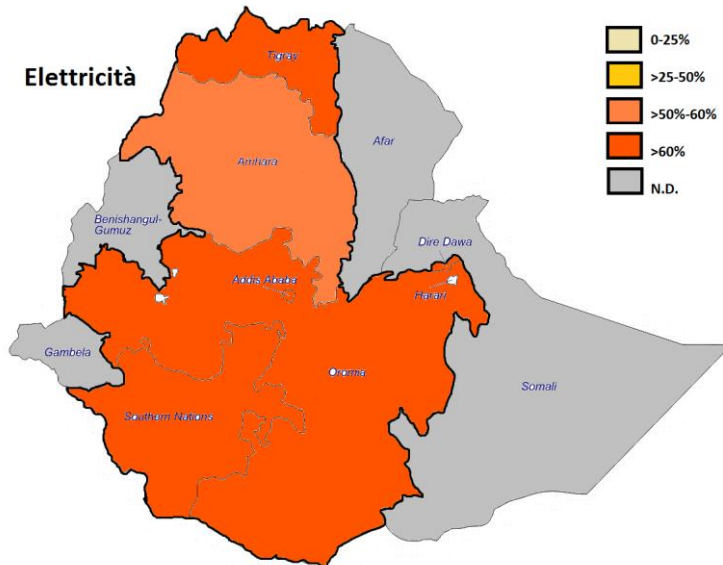 Elettricità
0-25%
>25-50%
>50%-60%
>60%
N.D.
Tigray
Afar
Amhara
Benishangul-
Gumuz
Dire Dawa
Addis Ababa
Harari
Gambela
Oromia
Somali
Southern Nations